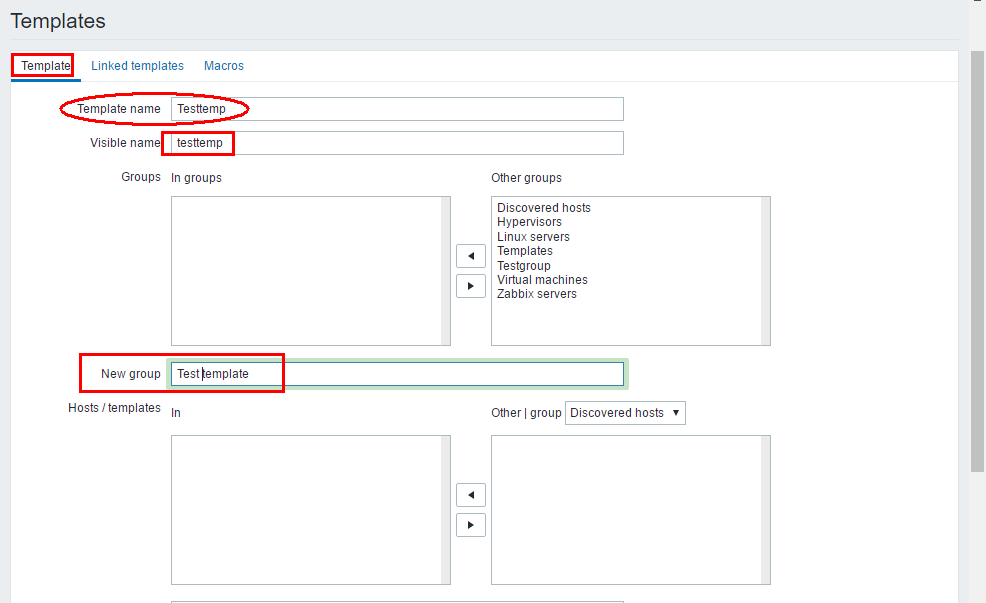 Templates
Template Linked templates Macros
Template name Testtemp
Visible name testtemp
Groups In groups Other groups
Discovered hosts
Hypervisors
Linux servers
Templates
Testgroup
Virtual machines
Zabbix servers
New group Test template
Hosts / templates In Other | group Discovered hosts